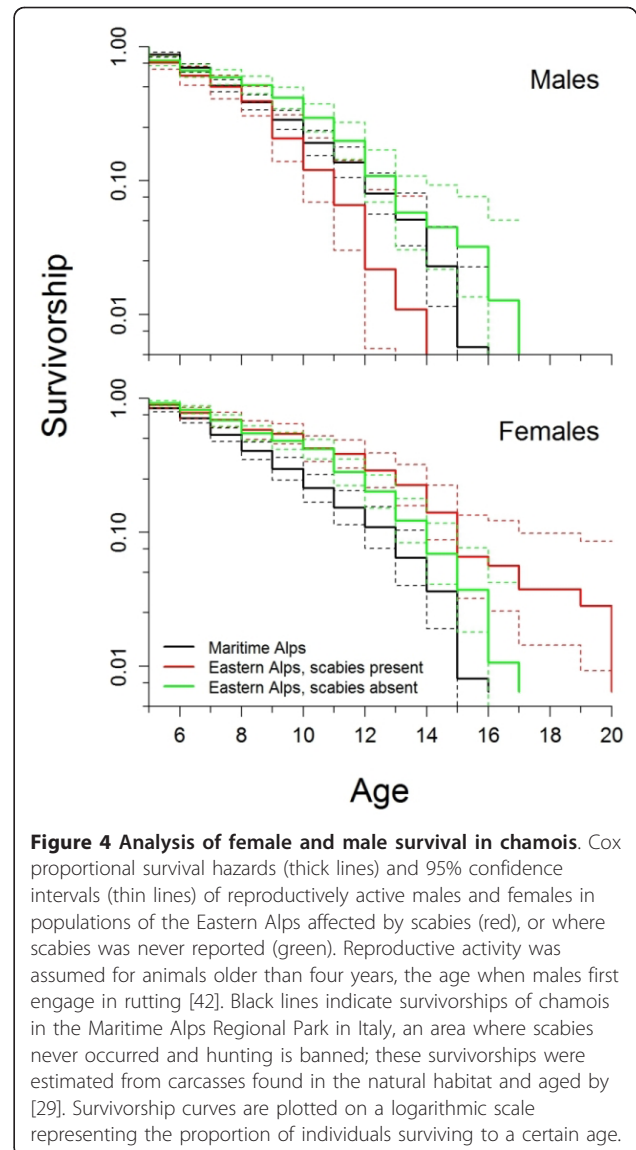 1.00
Males
0.10
0.01
Survivorship
1.00
Females
0.10
Maritime Alps
Eastern Alps, scabies present
Eastern Alps, scabies absent
0.01
6 8 10 12 14 16 18 20
Age
Figure 4 Analysis of female and male survival in chamois. Cox
proportional survival hazards (thick lines) and 95% confidence
intervals (thin lines) of reproductively active males and females in
populations of the Eastern Alps affected by scabies (red), or where
scabies was never reported (green). Reproductive activity was
assumed for animals older than four years, the age when males first
engage in rutting [42]. Black lines indicate survivorships of chamois
in the Maritime Alps Regional Park in Italy, an area where scabies
never occurred and hunting is banned; these survivorships were
estimated from carcasses found in the natural habitat and aged by
[29]. Survivorship curves are plotted on a logarithmic scale
representing the proportion of individuals surviving to a certain age.